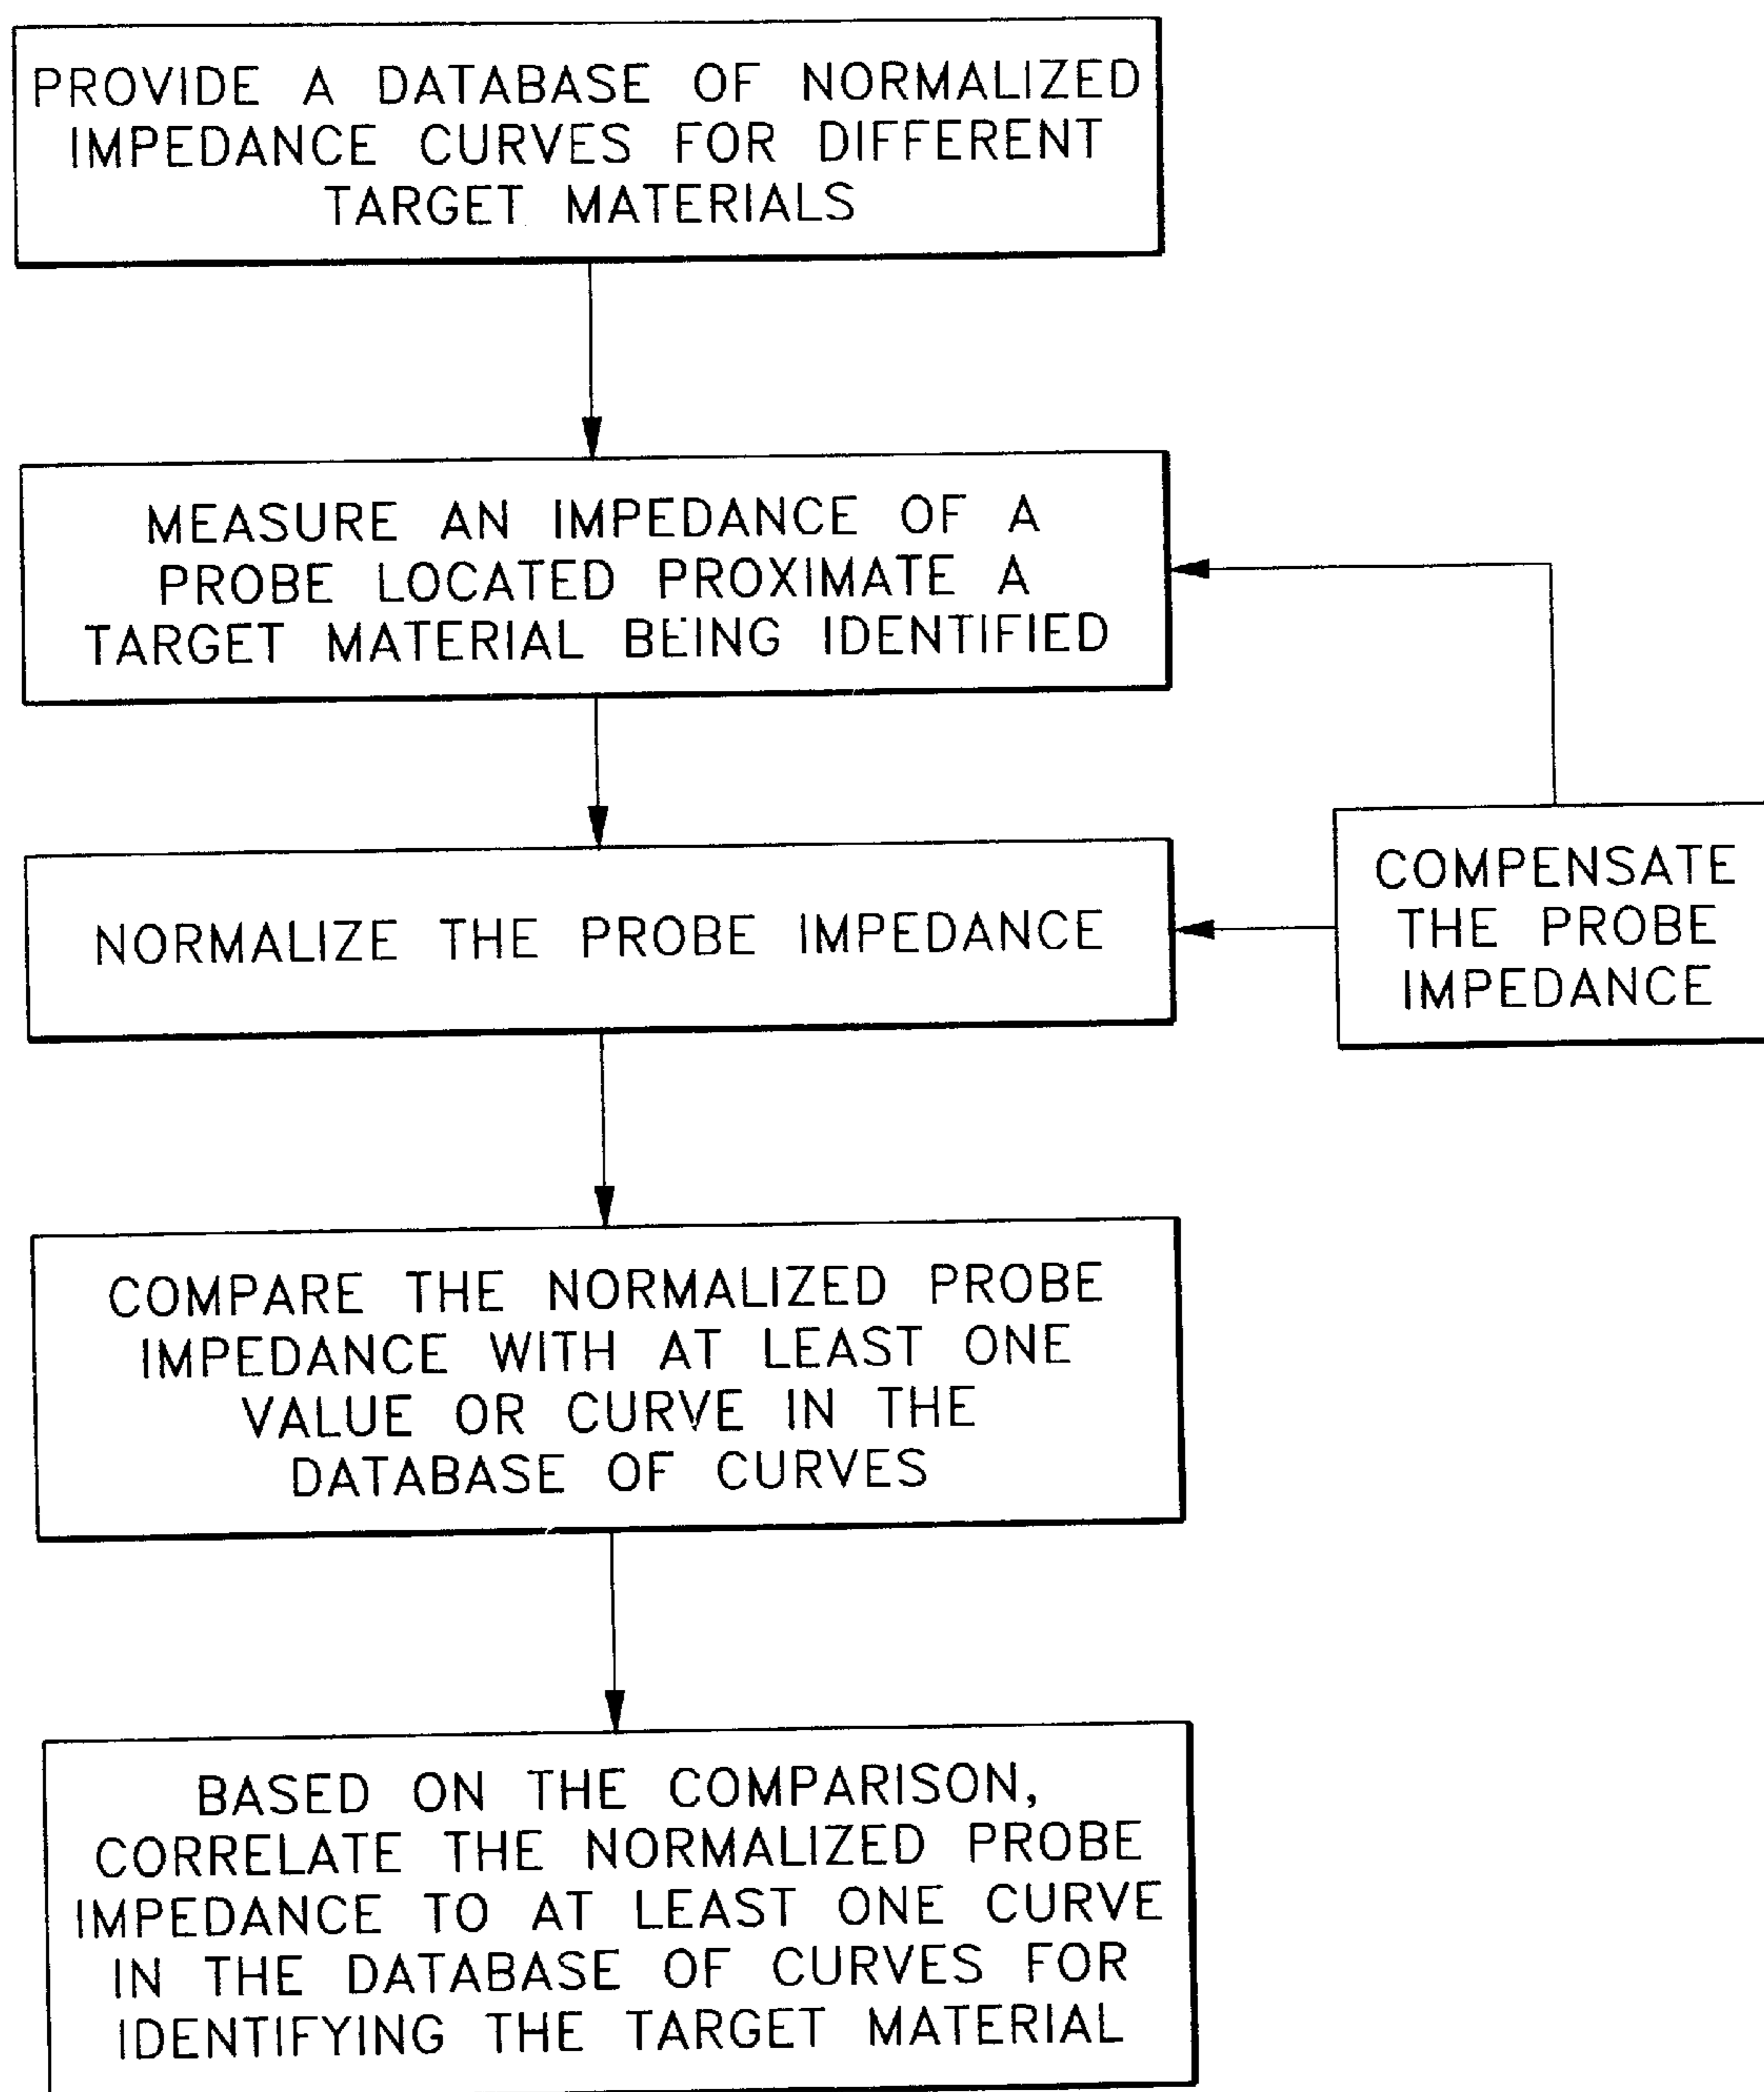 PROVIDE A DATABASE OF NORMALIZED
IMPEDANCE CURVES FOR DIFFERENT
TARGET MATERIALS
MEASURE AN IMPEDANCE OF A
PROBE LOCATED PROXIMATE A
TARGET MATERIAL BEING IDENTIFIED
NORMALIZE THE PROBE IMPEDANCE
COMPENSATE
THE PROBE
IMPEDANCE
COMPARE THE NORMALIZED PROBE
IMPEDANCE WITH AT LEAST ONE
VALUE OR CURVE IN THE
DATABASE OF CURVES
BASED ON THE COMPARISON,
CORRELATE THE NORMALIZED PROBE
IMPEDANCE TO AT LEAST ONE CURVE
IN THE DATABASE OF CURVES FOR
IDENTIFYING THE TARGET MATERIAL